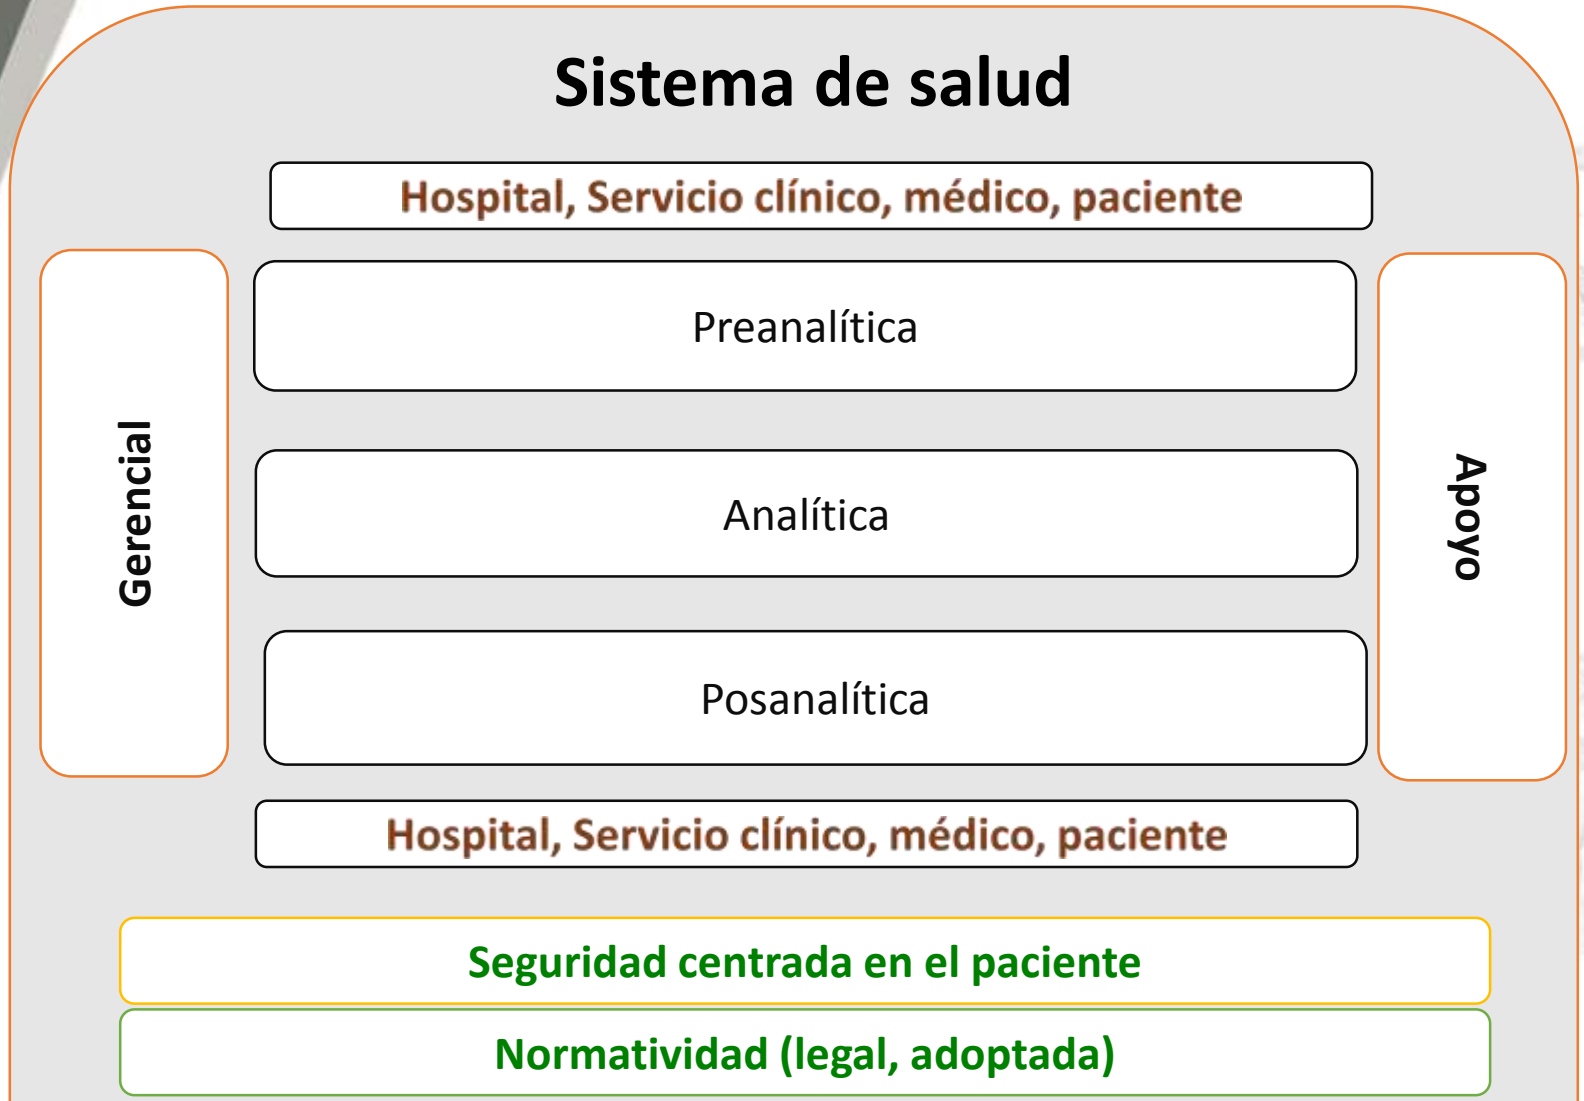 Sistema de salud
Hospital, Servicio clínico, médico, paciente
Gerencial
Preanalítica
Analítica
Posanalítica
Apoyo
Hospital, Servicio clínico, médico, paciente
Seguridad centrada en el paciente
Normatividad (legal, adoptada)